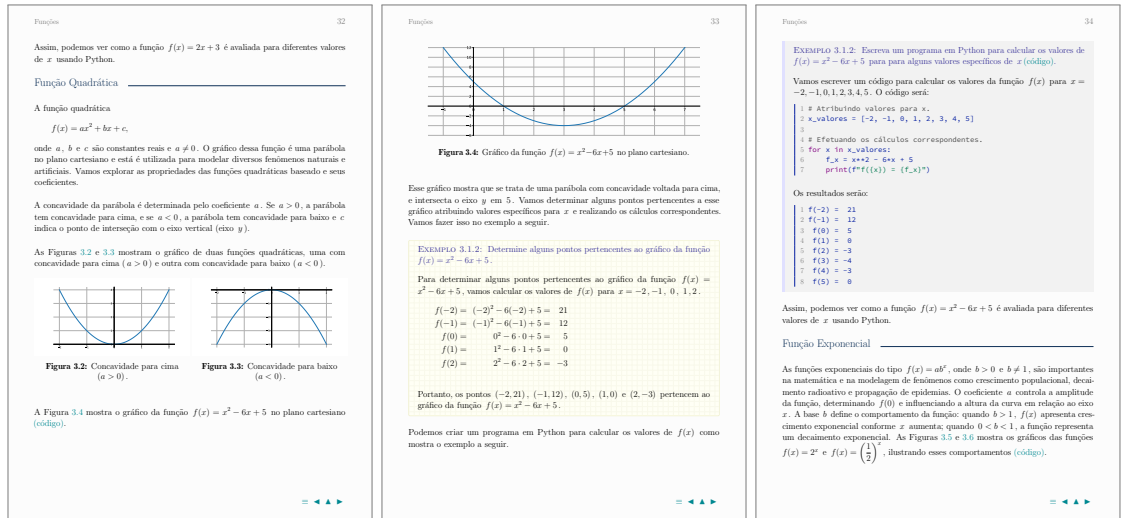 Funções 32
Assim, podemos ver como a função f(x) = 2x + 3 é avaliada para diferentes valores
de x usando Python.
Função Quadrática
A função quadrática
f(x) = ax² + bx + c,
onde a, b e c são constantes reais e a ≠ 0. O gráfico dessa função é uma parábola
no plano cartesiano e está é utilizada para modelar diversos fenômenos naturais e
artificiais. Vamos explorar as propriedades das funções quadráticas baseado e seus
coeficientes.
A concavidade da parábola é determinada pelo coeficiente a. Se a > 0, a parábola
tem concavidade para cima, e se a < 0, a parábola tem concavidade para baixo e c
indica o ponto de interseção com o eixo vertical (eixo y).
As Figuras 3.2 e 3.3 mostram o gráfico de duas funções quadráticas, uma com
concavidade para cima (a > 0) e outra com concavidade para baixo (a < 0).
Figura 3.2: Concavidade para cima
(a > 0).
Figura 3.3: Concavidade para baixo
(a < 0).
A Figura 3.4 mostra o gráfico da função f(x) = x² − 6x + 5 no plano cartesiano
(código).
≡ ◄ ▲ ►
Funções 33
Figura 3.4: Gráfico da função f(x) = x²−6x+5 no plano cartesiano.
Esse gráfico mostra que se trata de uma parábola com concavidade voltada para cima,
e intersecta o eixo y em 5. Vamos determinar alguns pontos pertencentes a esse
gráfico atribuindo valores específicos para x e realizando os cálculos correspondentes.
Vamos fazer isso no exemplo a seguir.
Exemplo 3.1.2: Determine alguns pontos pertencentes ao gráfico da função
f(x) = x² − 6x + 5.
Para determinar alguns pontos pertencentes ao gráfico da função f(x) =
x² − 6x + 5, vamos calcular os valores de f(x) para x = −2, −1, 0, 1, 2.
f(−2) = (−2)² − 6(−2) + 5 = 21
f(−1) = (−1)² − 6(−1) + 5 = 12
f(0) = 0² − 6 · 0 + 5 = 5
f(1) = 1² − 6 · 1 + 5 = 0
f(2) = 2² − 6 · 2 + 5 = −3
Portanto, os pontos (−2, 21), (−1, 12), (0, 5), (1, 0) e (2, −3) pertencem ao
gráfico da função f(x) = x² − 6x + 5.
Podemos criar um programa em Python para calcular os valores de f(x) como
mostra o exemplo a seguir.
≡ ◄ ▲ ►
Funções 34
Exemplo 3.1.2: Escreva um programa em Python para calcular os valores de
f(x) = x² − 6x + 5 para para alguns valores específicos de x (código).
Vamos escrever um código para calcular os valores da função f(x) para x =
−2, −1, 0, 1, 2, 3, 4, 5. O código será:
1 # Atribuindo valores para x.
2 x_valores = [-2, -1, 0, 1, 2, 3, 4, 5]
3
4 # Efetuando os cálculos correspondentes.
5 for x in x_valores:
6 f_x = x**2 - 6*x + 5
7 print(f"f({x}) = {f_x}")
Os resultados serão:
1 f(-2) = 21
2 f(-1) = 12
3 f(0) = 5
4 f(1) = 0
5 f(2) = -3
6 f(3) = -4
7 f(4) = -3
8 f(5) = 0
Assim, podemos ver como a função f(x) = x² − 6x + 5 é avaliada para diferentes
valores de x usando Python.
Função Exponencial
As funções exponenciais do tipo f(x) = abˣ, onde b > 0 e b ≠ 1, são importantes
na matemática e na modelagem de fenômenos como crescimento populacional, decai-
mento radioativo e propagação de epidemias. O coeficiente a controla a amplitude
da função, determinando f(0) e influenciando a altura da curva em relação ao eixo
x. A base b define o comportamento da função: quando b > 1, f(x) apresenta cres-
cimento exponencial conforme x aumenta; quando 0 < b < 1, a função representa
um decaimento exponencial. As Figuras 3.5 e 3.6 mostra os gráficos das funções
f(x) = 2ˣ e f(x) = (1/2)ˣ, ilustrando esses comportamentos (código).
≡ ◄ ▲ ►